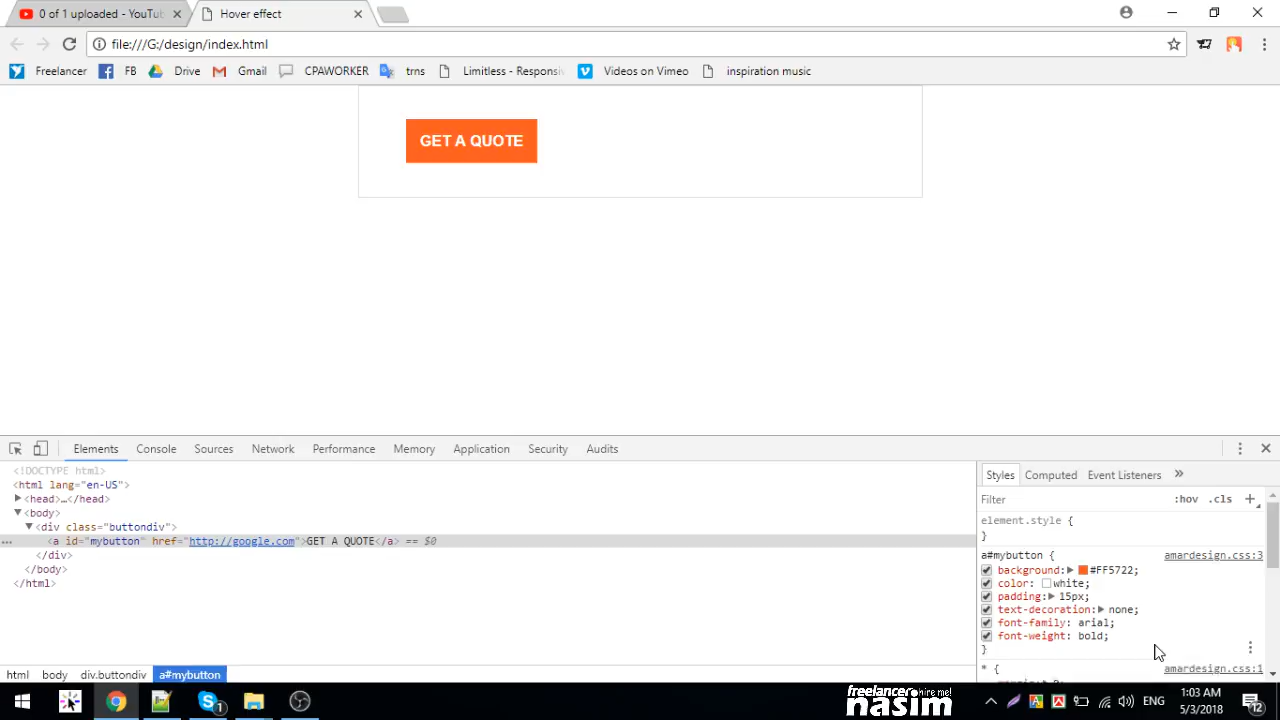 0 of 1 uploaded - YouTu
Hover effect
file:///G:/design/index.html
Freelancer FB Drive Gmail CPAWORKER trns Limitless - Responsi Videos on Vimeo inspiration music
GET A QUOTE
Elements Console Sources Network Performance Memory Application Security Audits
<!DOCTYPE html>
<html lang="en-US">
<head>…</head>
<body>
<div class="buttondiv">
<a id="mybutton" href="http://google.com">GET A QUOTE</a> == $0
</div>
</body>
</html>
html body div.buttondiv a#mybutton
Styles Computed Event Listeners »
Filter :hov .cls +
element.style {
}
a#mybutton { amardesign.css:3
background: #FF5722;
color: white;
padding: 15px;
text-decoration: none;
font-family: arial;
font-weight: bold;
}
* { amardesign.css:1
1
freelancer hire me!
nasim
ENG
1:03 AM
5/3/2018
12